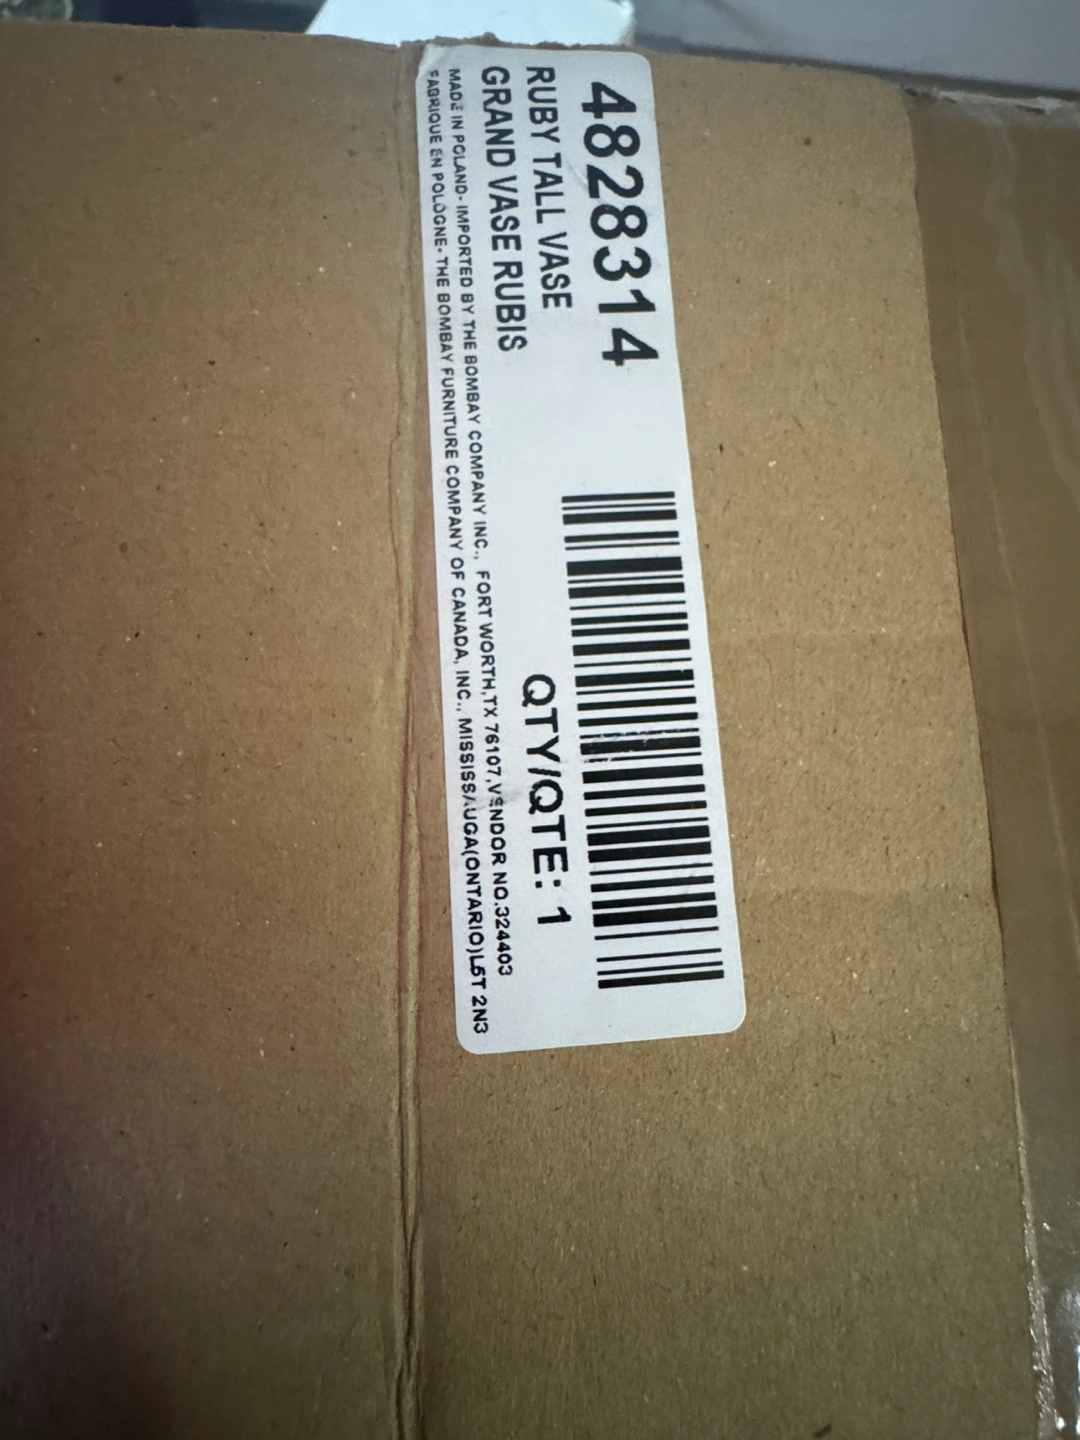 4828314
RUBY TALL VASE
GRAND VASE RUBIS
QTY/QTE: 1
MADE IN POLAND- IMPORTED BY THE BOMBAY COMPANY INC., FORT WORTH,TX 76107,VENDOR NO.324403
FABRIQUE EN POLOGNE- THE BOMBAY FURNITURE COMPANY OF CANADA, INC., MISSISSAUGA(ONTARIO)L5T 2N3